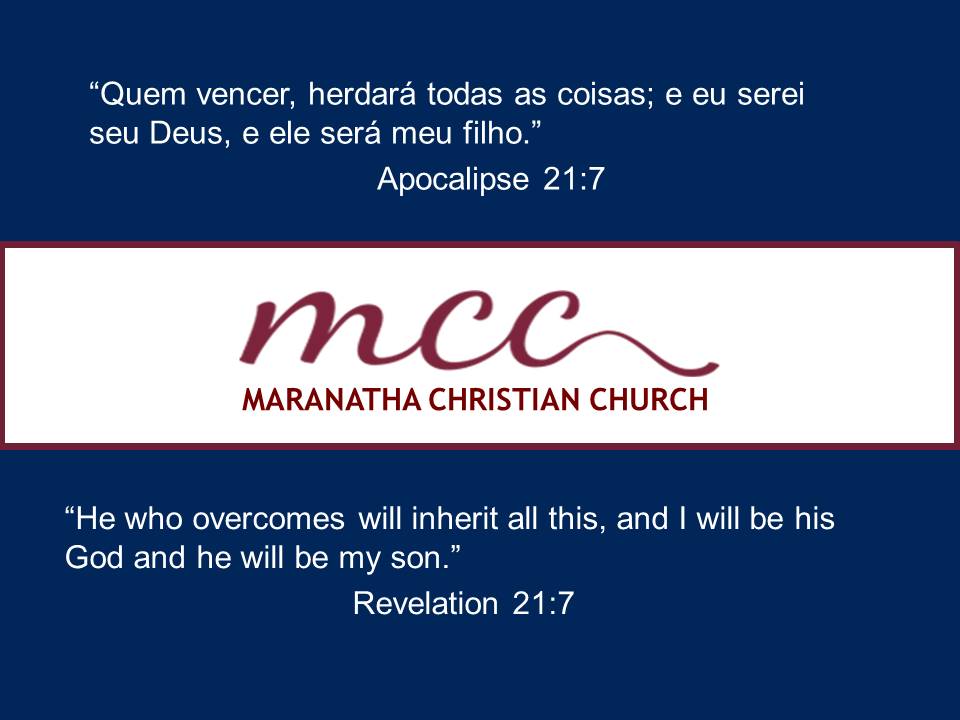 “Quem vencer, herdará todas as coisas; e eu serei
seu Deus, e ele será meu filho.”
Apocalipse 21:7
mcc
MARANATHA CHRISTIAN CHURCH
“He who overcomes will inherit all this, and I will be his
God and he will be my son.”
Revelation 21:7